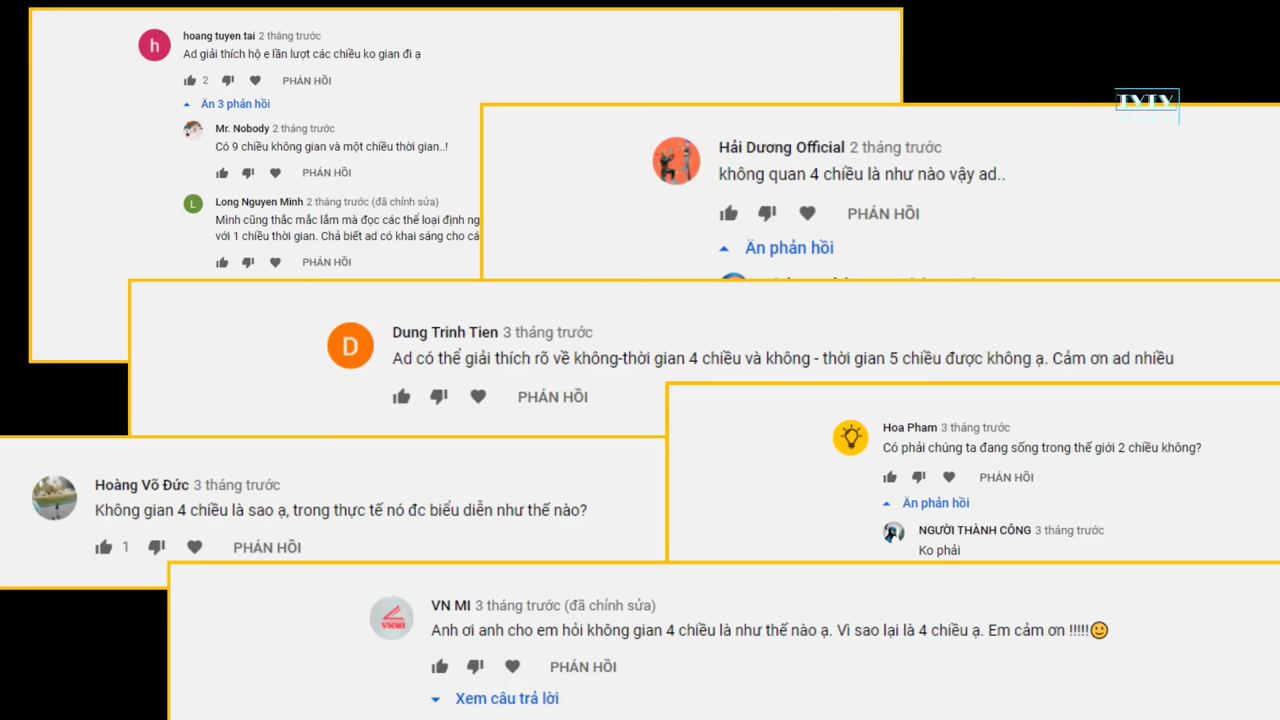 hoang tuyen tai 2 tháng trước
Ad giải thích hộ e lần lượt các chiều ko gian đi ạ
2 PHẢN HỒI
Ẩn 3 phản hồi
Mr. Nobody 2 tháng trước
Có 9 chiều không gian và một chiều thời gian..!
PHẢN HỒI
Long Nguyen Minh 2 tháng trước (đã chỉnh sửa)
Mình cũng thắc mắc lắm mà đọc các thể loại định ng
với 1 chiều thời gian. Chả biết ad có khai sáng cho cá
PHẢN HỒI
Hải Dương Official 2 tháng trước
không quan 4 chiều là như nào vậy ad..
PHẢN HỒI
Ẩn phản hồi
Dung Trinh Tien 3 tháng trước
Ad có thể giải thích rõ về không-thời gian 4 chiều và không - thời gian 5 chiều được không ạ. Cảm ơn ad nhiều
PHẢN HỒI
Hoa Pham 3 tháng trước
Có phải chúng ta đang sống trong thế giới 2 chiều không?
PHẢN HỒI
Ẩn phản hồi
NGƯỜI THÀNH CÔNG 3 tháng trước
Ko phải
Hoàng Võ Đức 3 tháng trước
Không gian 4 chiều là sao ạ, trong thực tế nó đc biểu diễn như thế nào?
1 PHẢN HỒI
VNMI
VN MI 3 tháng trước (đã chỉnh sửa)
Anh ơi anh cho em hỏi không gian 4 chiều là như thế nào ạ. Vì sao lại là 4 chiều ạ. Em cảm ơn !!!!!🙂
PHẢN HỒI
Xem câu trả lời